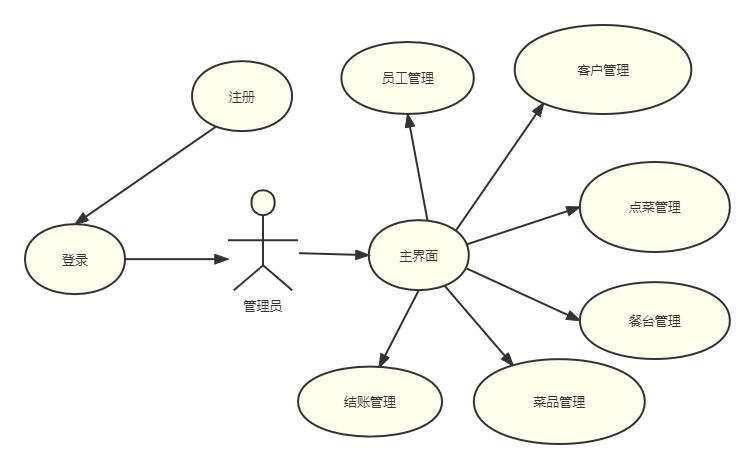 客户管理
员工管理
注册
点菜管理
主界面
登录
管理员
餐台管理
结账管理
菜品管理